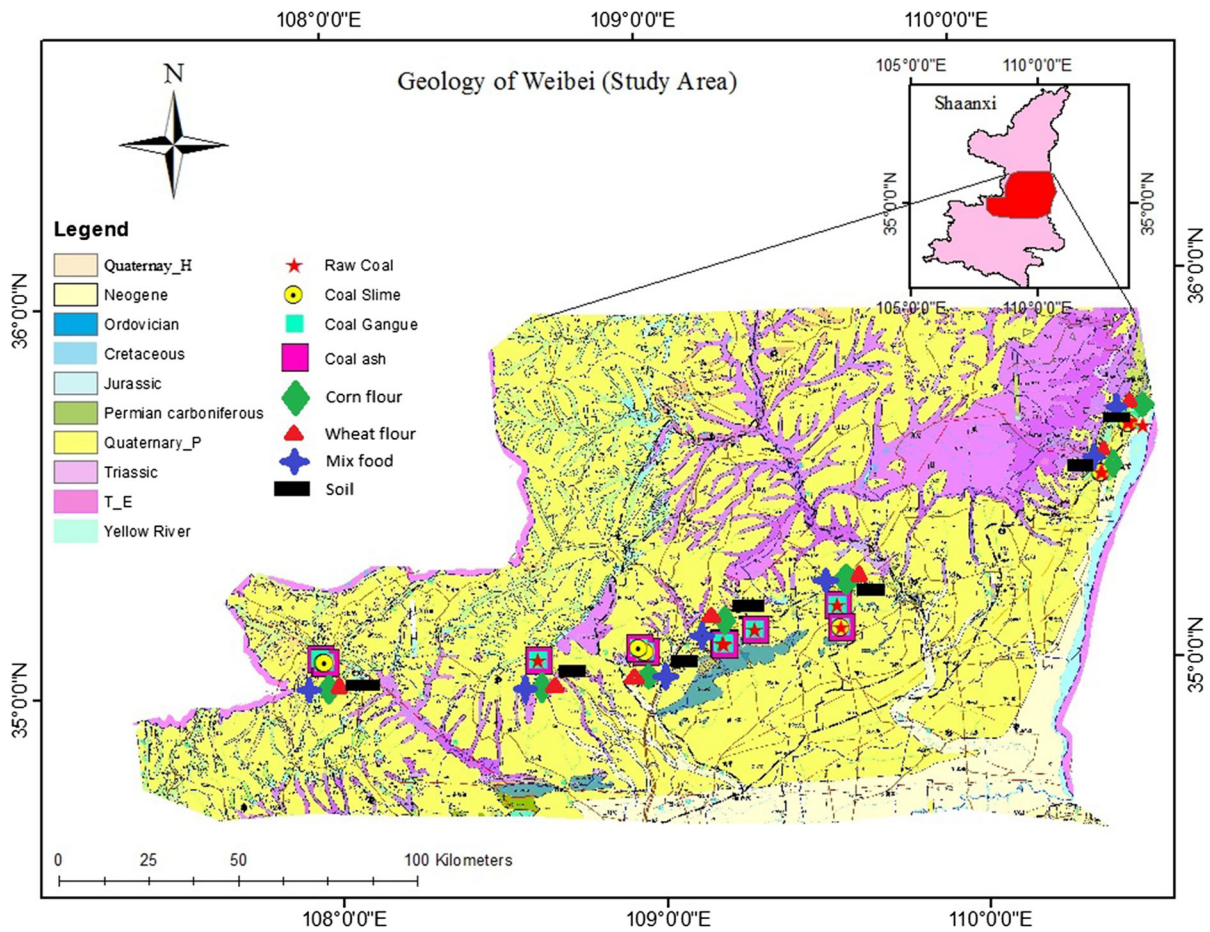 108°0'0"E 109°0'0"E 110°0'0"E
N
Geology of Weibei (Study Area)
105°0'0"E 110°0'0"E
Shaanxi
35°0'0"N 35°0'0"N
105°0'0"E 110°0'0"E
36°0'0"N
36°0'0"N
Legend
Quaternay_H
Neogene
Ordovician
Cretaceous
Jurassic
Permian carboniferous
Quaternary_P
Triassic
T_E
Yellow River
Raw Coal
Coal Slime
Coal Gangue
Coal ash
Corn flour
Wheat flour
Mix food
Soil
35°0'0"N
35°0'0"N
0 25 50 100 Kilometers
108°0'0"E 109°0'0"E 110°0'0"E